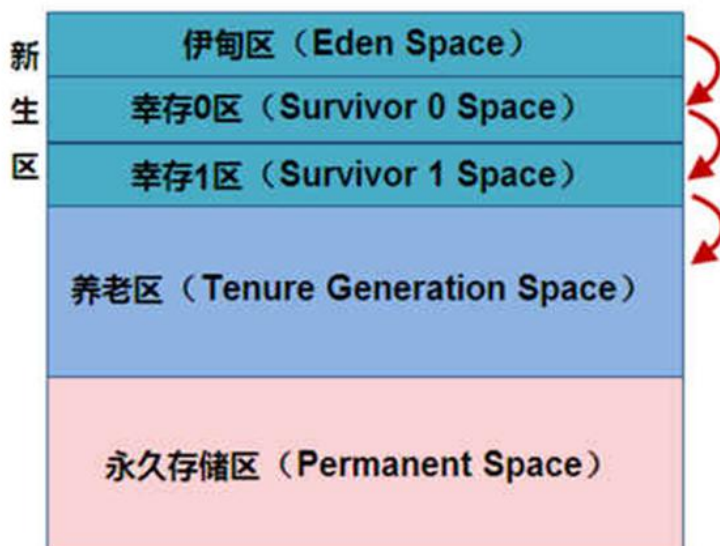 新生区
伊甸区（Eden Space）
幸存0区（Survivor 0 Space）
幸存1区（Survivor 1 Space）
养老区（Tenure Generation Space）
永久存储区（Permanent Space）